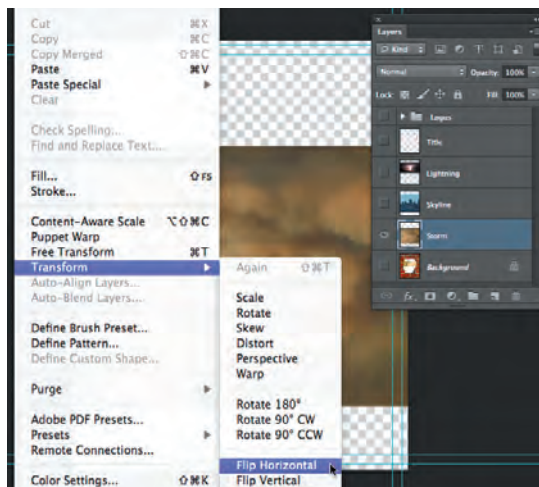 Cut ⌘X
Copy ⌘C
Copy Merged ⇧⌘C
Paste ⌘V
Paste Special
Clear
Check Spelling...
Find and Replace Text...
Fill... ⇧F5
Stroke...
Content-Aware Scale ⌥⇧⌘C
Puppet Warp
Free Transform ⌘T
Transform
Auto-Align Layers...
Auto-Blend Layers...
Define Brush Preset...
Define Pattern...
Define Custom Shape...
Purge
Adobe PDF Presets...
Presets
Remote Connections...
Color Settings... ⇧⌘K
Again ⇧⌘T
Scale
Rotate
Skew
Distort
Perspective
Warp
Rotate 180°
Rotate 90° CW
Rotate 90° CCW
Flip Horizontal
Flip Vertical
Layers
Kind
Normal Opacity: 100%
Lock: Fill: 100%
Logos
Title
Lightning
Skyline
Storm
Background
fx